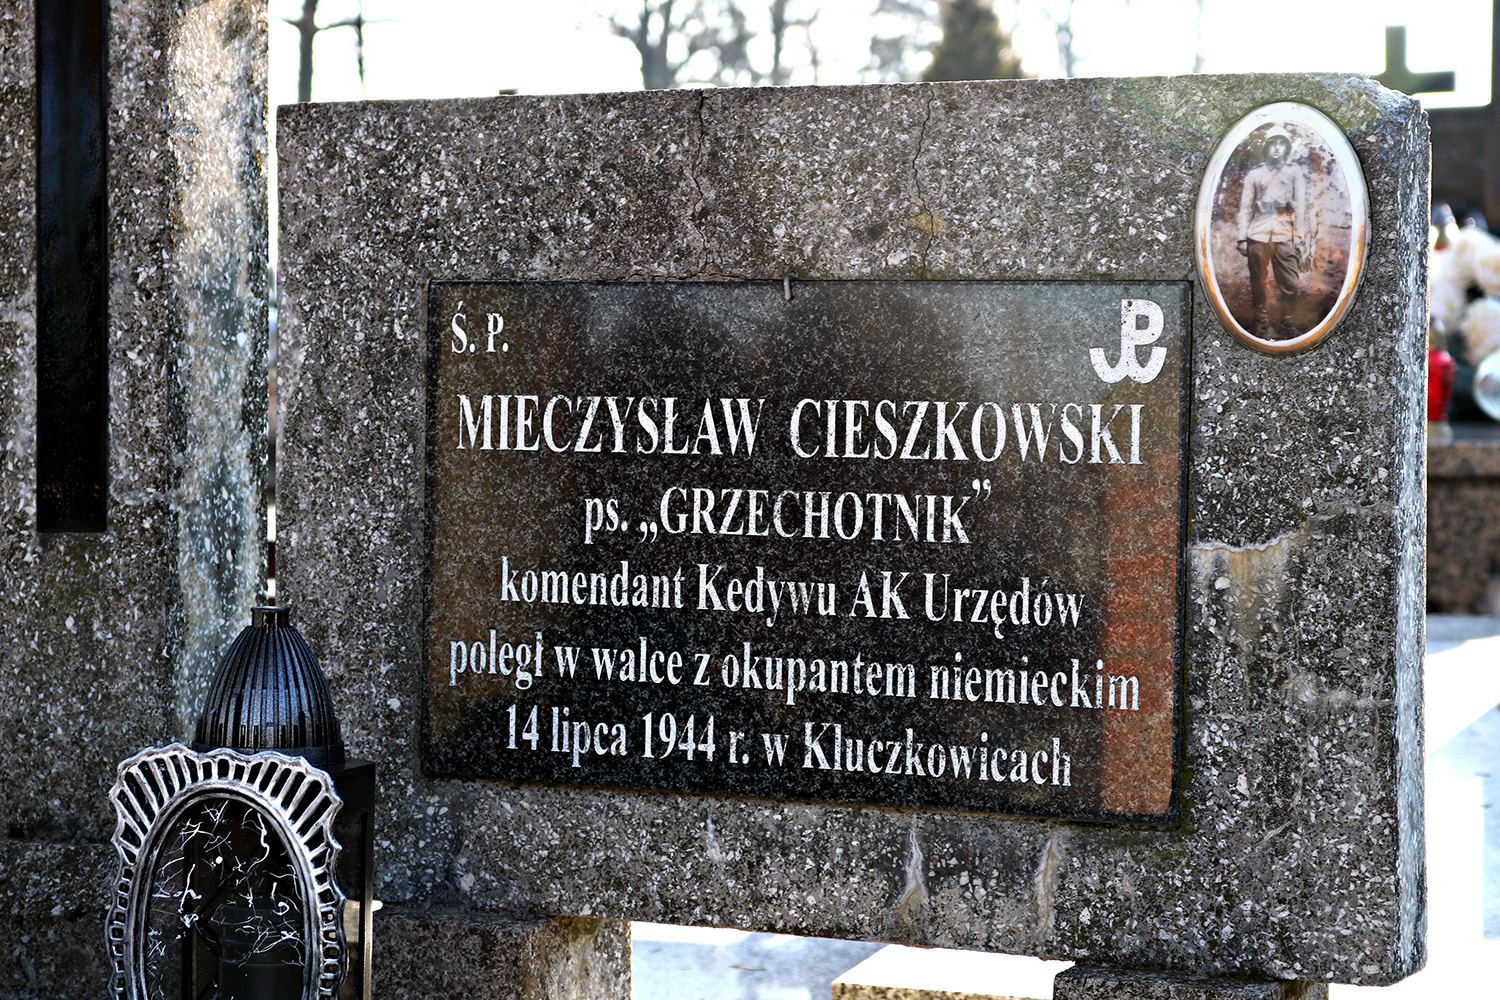 Ś. P.
MIECZYSŁAW CIESZKOWSKI
ps. „GRZECHOTNIK”
komendant Kedywu AK Urzędów
poległ w walce z okupantem niemieckim
14 lipca 1944 r. w Kluczkowicach